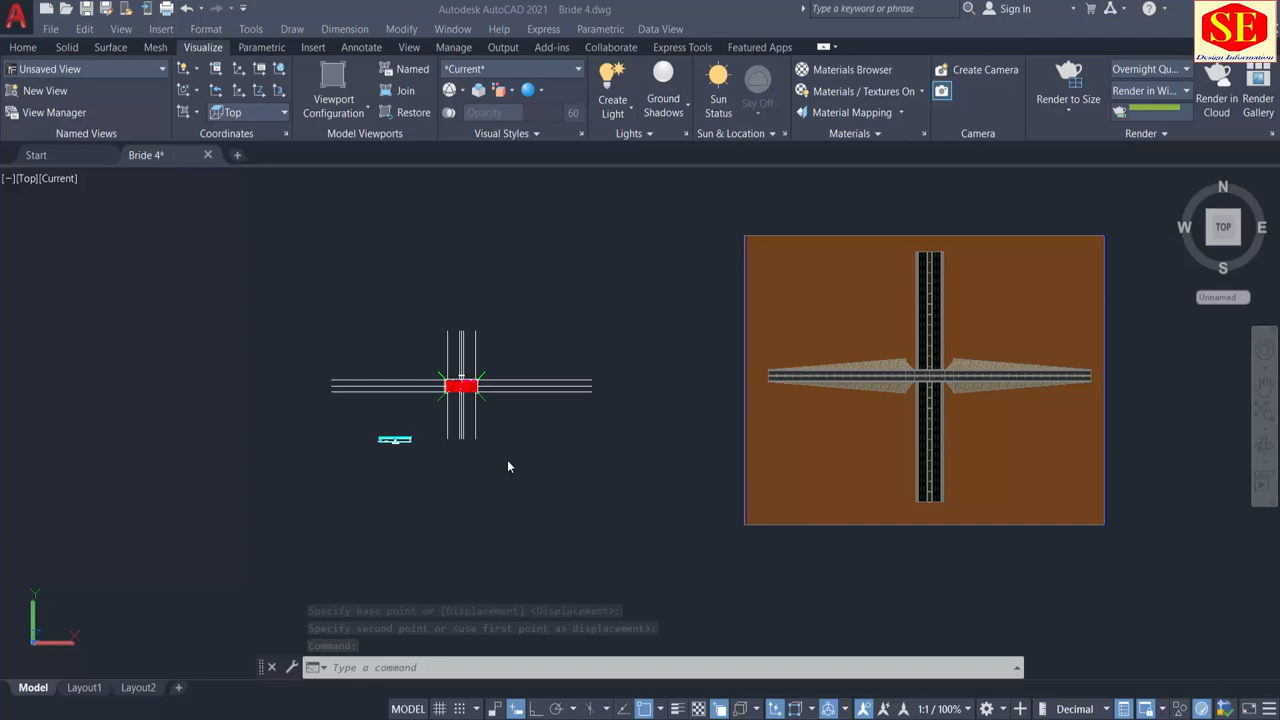 Autodesk AutoCAD 2021 Bride 4.dwg
Type a keyword or phrase
Sign In
SE
Design Information
File Edit View Insert Format Tools Draw Dimension Modify Window Help Express Parametric Data View
Home Solid Surface Mesh Visualize Parametric Insert Annotate View Manage Output Add-ins Collaborate Express Tools Featured Apps
Unsaved View
New View
View Manager
Named Views
Top
Coordinates
Viewport
Configuration
Named
Join
Restore
Model Viewports
*Current*
Opacity 60
Visual Styles
Create
Light
Ground
Shadows
Lights
Sun
Status
Sky Off
Sun & Location
Materials Browser
Materials / Textures On
Material Mapping
Materials
Create Camera
Camera
Render to Size
Overnight Qu...
Render in Wi...
Render in
Cloud
Render
Gallery
Render
Start Bride 4*
[−][Top][Current]
N
W TOP E
S
Unnamed
Y
X
Specify base point or [Displacement] <Displacement>:
Specify second point or <use first point as displacement>:
Command:
Type a command
Model Layout1 Layout2
MODEL 1:1 / 100% Decimal